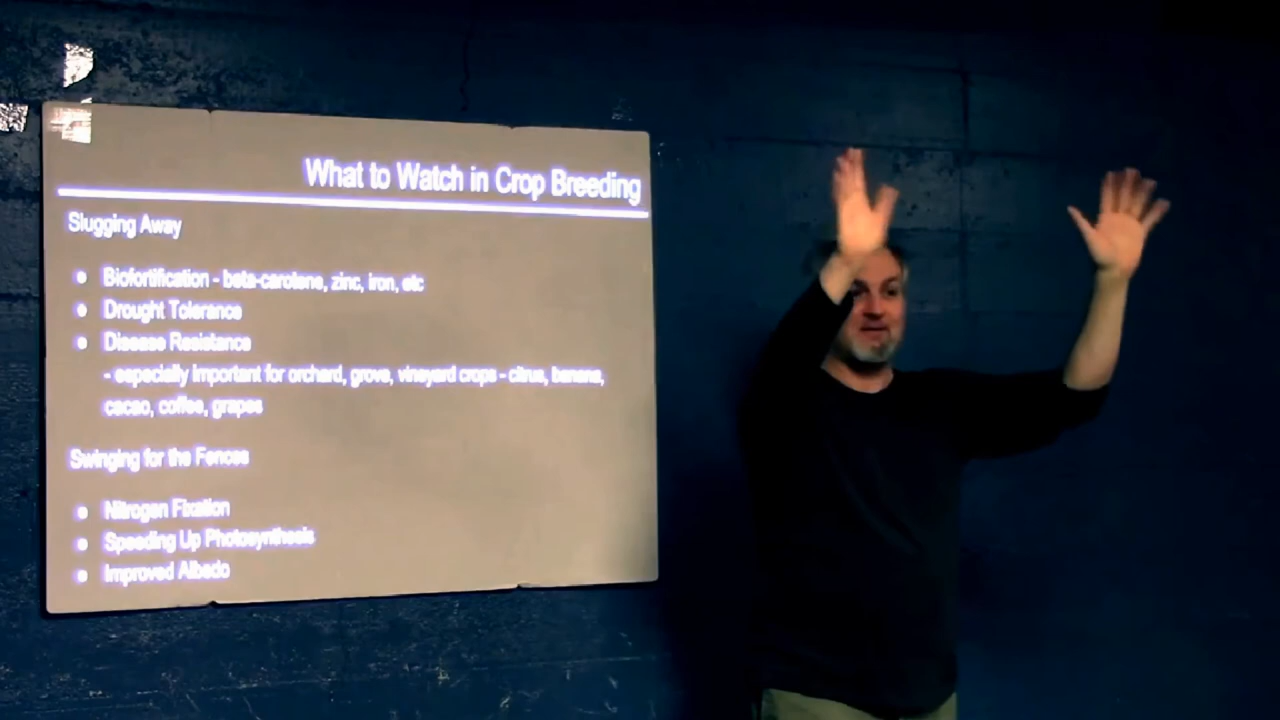 What to Watch in Crop Breeding
Slugging Away
● Biofortification - beta-carotene, zinc, iron, etc
● Drought Tolerance
● Disease Resistance
- especially important for orchard, grove, vineyard crops - citrus, banana,
cacao, coffee, grapes
Swinging for the Fences
● Nitrogen Fixation
● Speeding Up Photosynthesis
● Improved Albedo